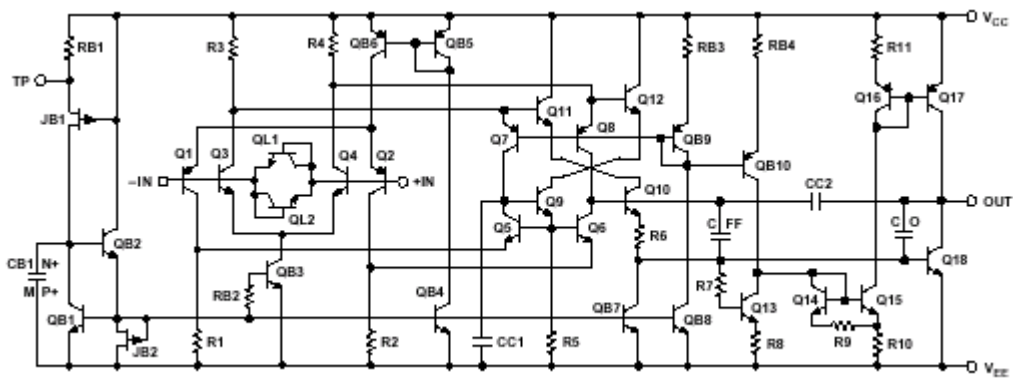 V_CC
RB1
R3
R4
QB6
QB5
RB3
RB4
R11
TP
Q11
Q12
Q16
Q17
JB1
Q7
Q8
QB9
QB10
Q1
Q3
QL1
Q4
Q2
–IN
+IN
QL2
Q9
Q10
CC2
OUT
Q5
Q6
R6
C FF
C O
QB2
CB1
N+
M
P+
QB3
RB2
QB4
R7
Q18
QB1
JB2
R1
R2
CC1
R5
QB7
QB8
Q13
Q14
Q15
R8
R9
R10
V_EE